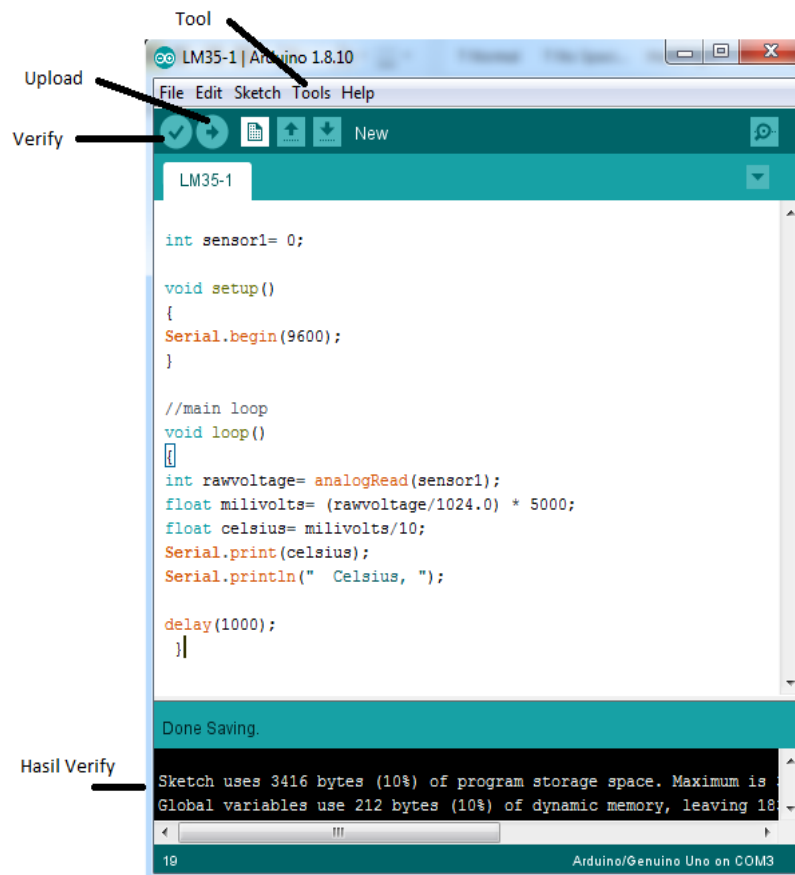 Tool
LM35-1 | Arduino 1.8.10
Upload
File Edit Sketch Tools Help
Verify
New
LM35-1
int sensor1= 0;
void setup()
{
Serial.begin(9600);
}
//main loop
void loop()
{
int rawvoltage= analogRead(sensor1);
float milivolts= (rawvoltage/1024.0) * 5000;
float celsius= milivolts/10;
Serial.print(celsius);
Serial.println("  Celsius, ");
delay(1000);
}
Done Saving.
Hasil Verify
Sketch uses 3416 bytes (10%) of program storage space. Maximum is
Global variables use 212 bytes (10%) of dynamic memory, leaving 18
19
Arduino/Genuino Uno on COM3